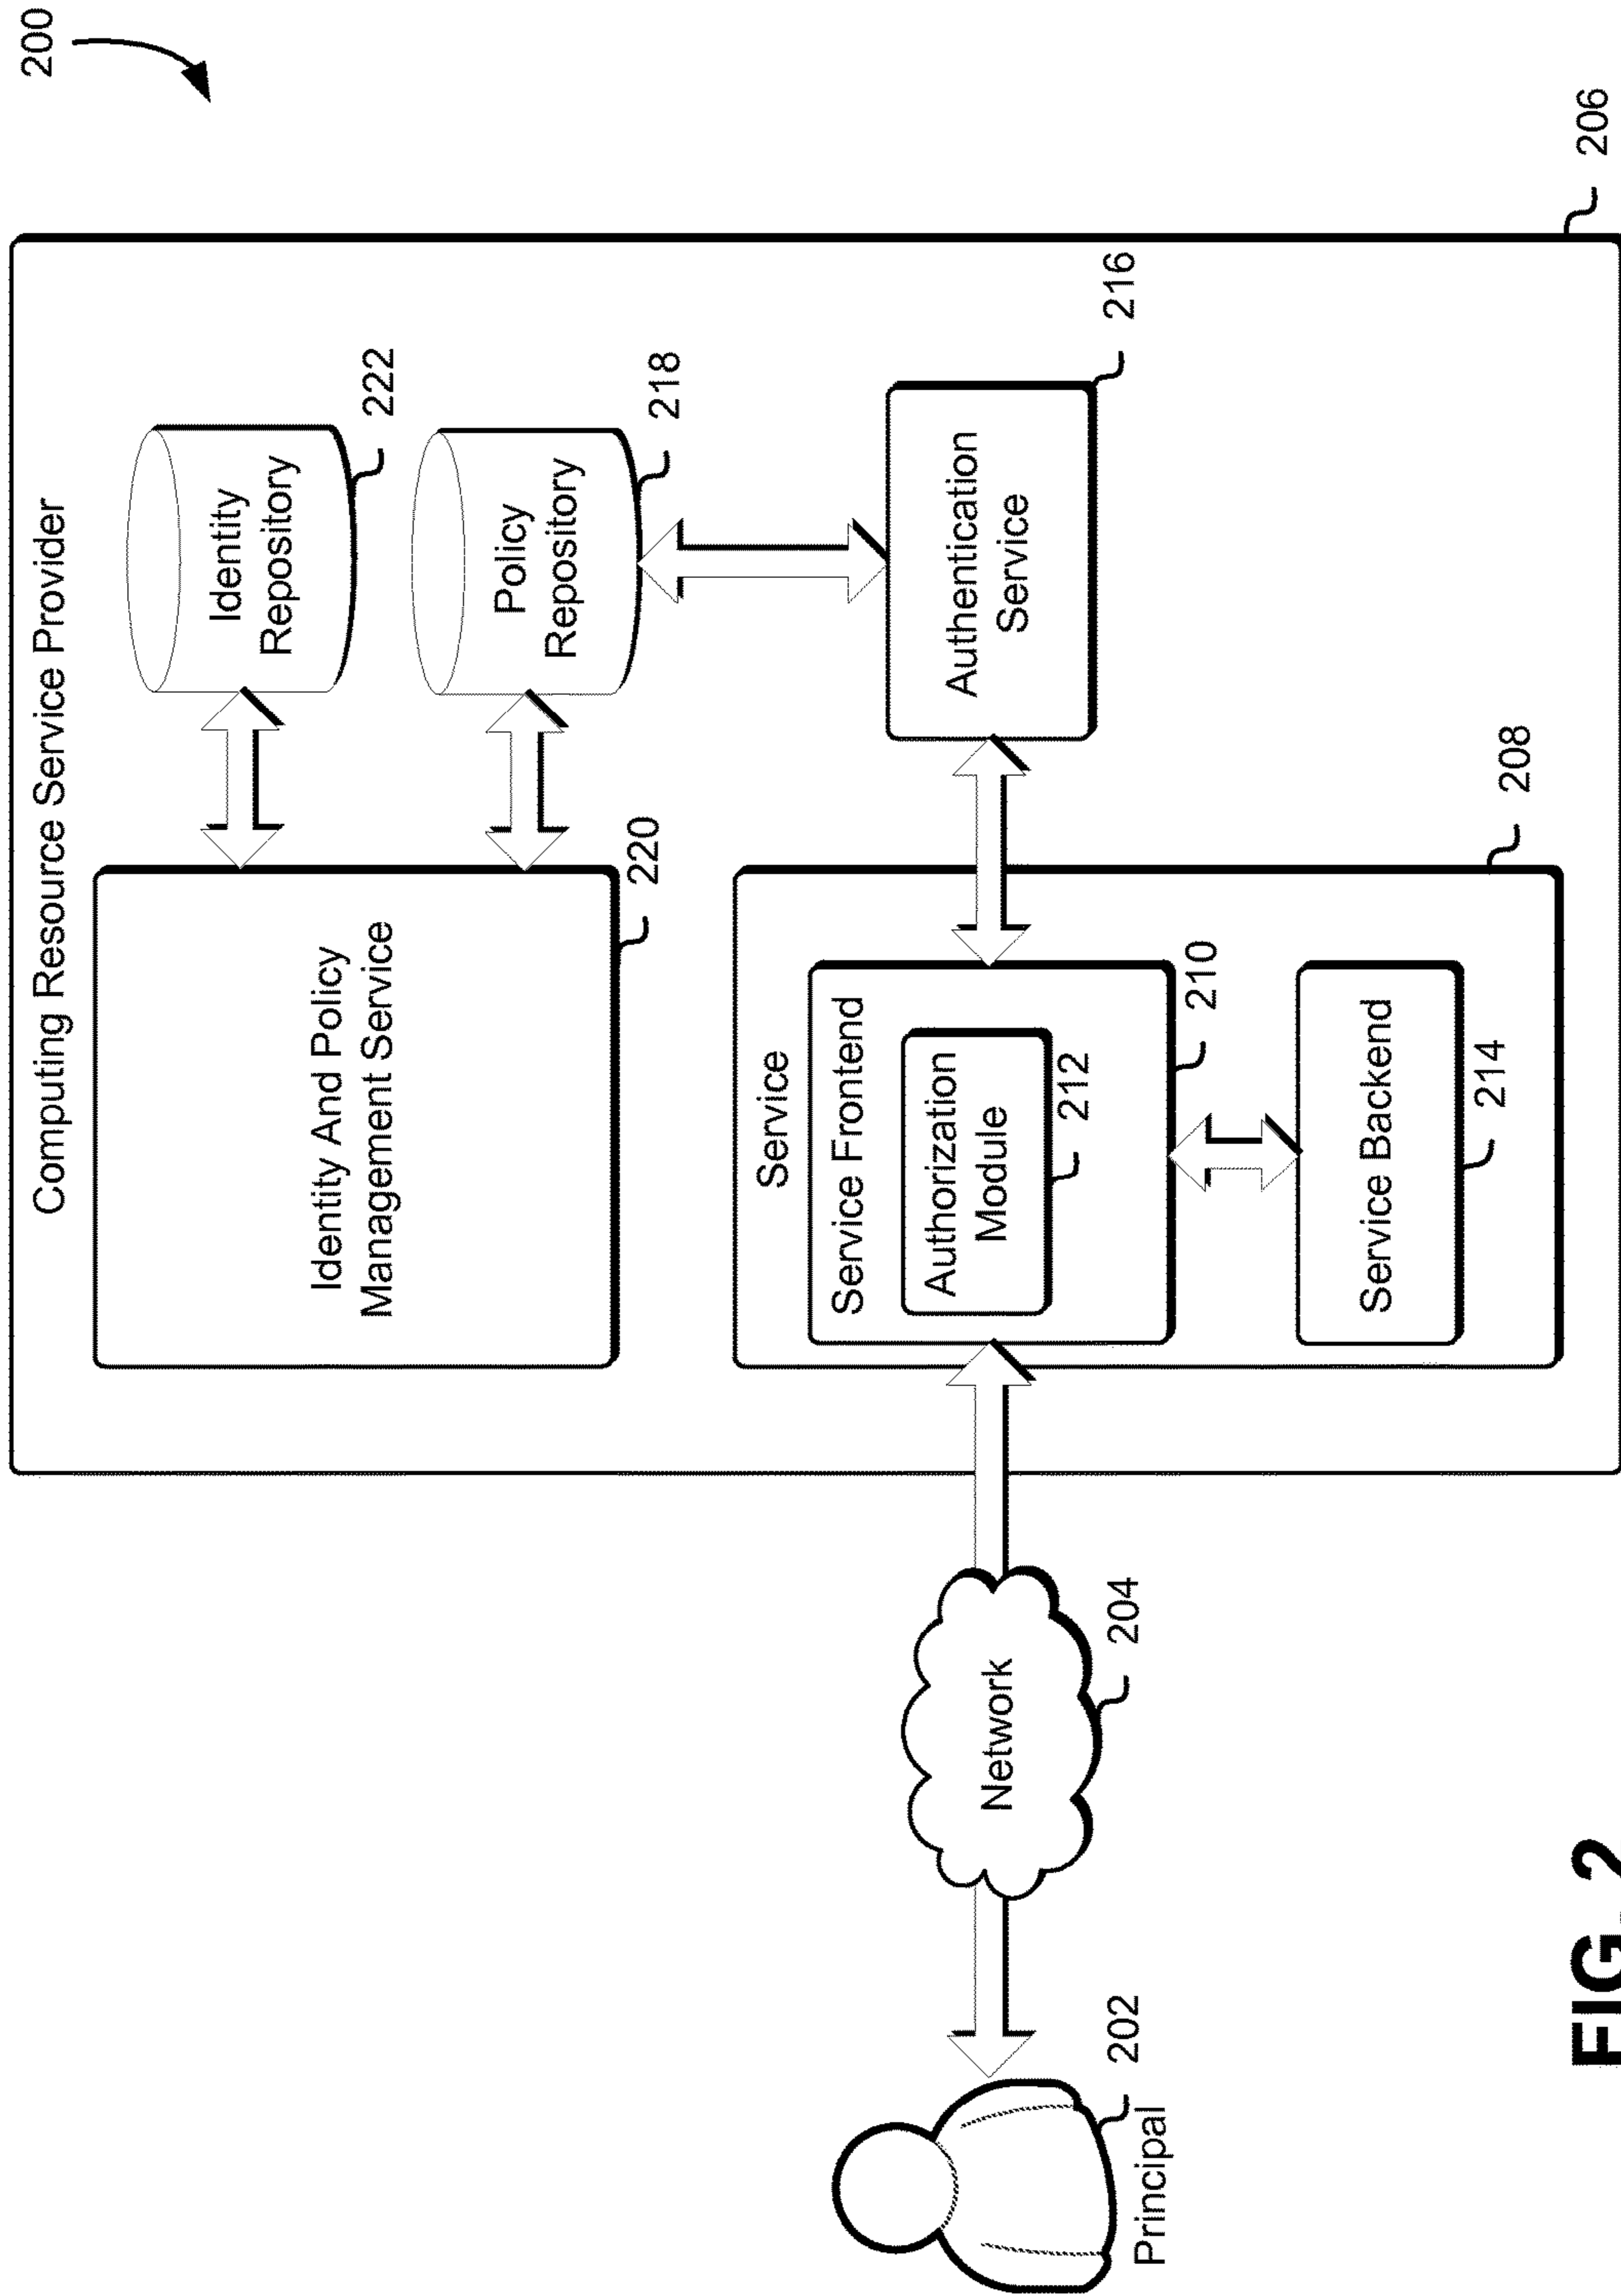 200
Computing Resource Service Provider
Identity And Policy
Management Service
220
Identity
Repository
222
Policy
Repository
218
Service
Service Frontend
Authorization
Module
212
210
Service Backend
214
208
Authentication
Service
216
206
Network
204
202
Principal
FIG. 2